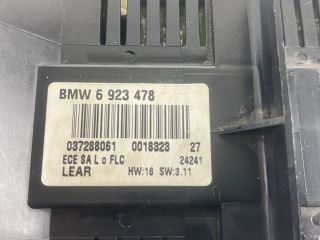 BMW 6 923 478
037288061 0018323 27
ECE SA L o FLC 24241
LEAR HW:16 SW:3.11